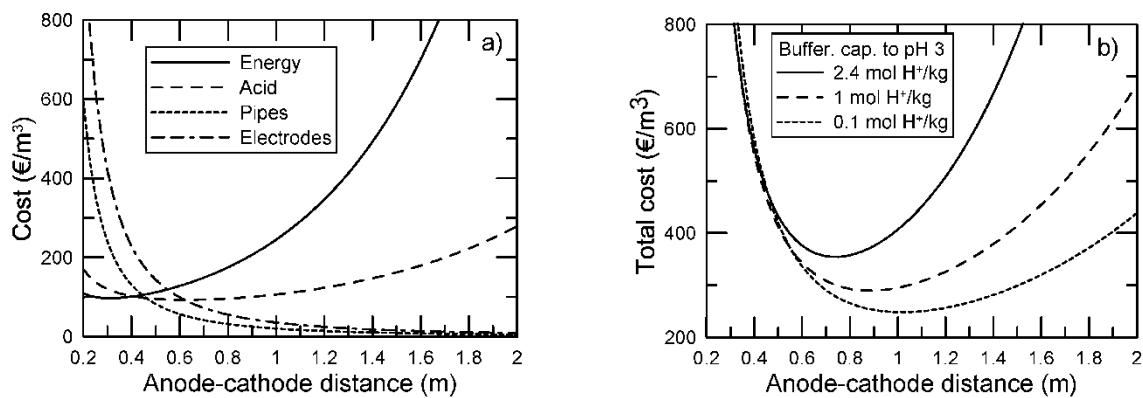 a)
Energy
Acid
Pipes
Electrodes
Cost (€/m³)
800
600
400
200
0
0.2 0.4 0.6 0.8 1 1.2 1.4 1.6 1.8 2
Anode-cathode distance (m)
b)
Buffer. cap. to pH 3
2.4 mol H⁺/kg
1 mol H⁺/kg
0.1 mol H⁺/kg
Total cost (€/m³)
800
600
400
200
0.2 0.4 0.6 0.8 1 1.2 1.4 1.6 1.8 2
Anode-cathode distance (m)